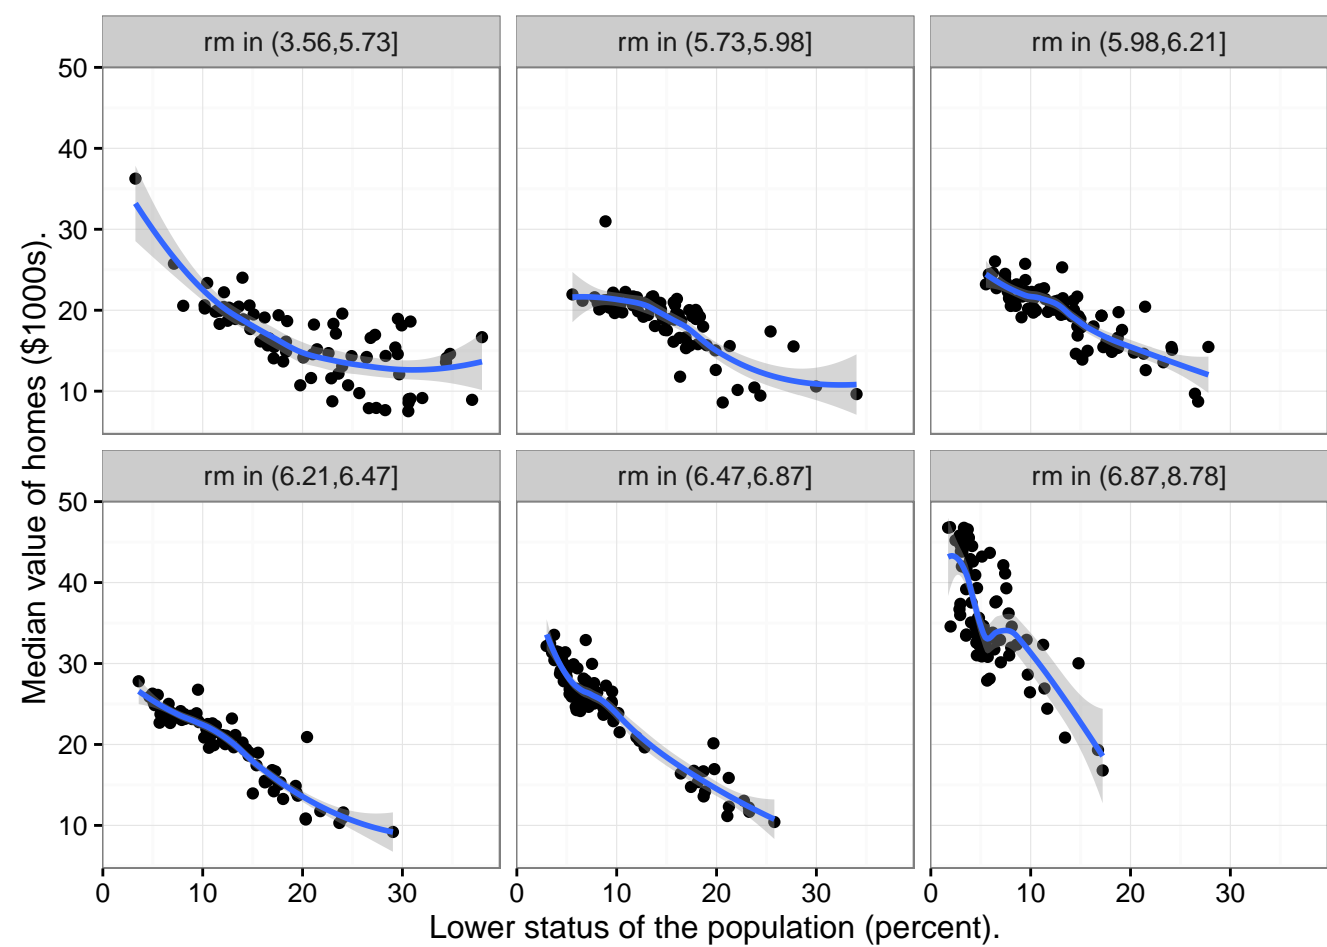 rm in (3.56,5.73]
rm in (5.73,5.98]
rm in (5.98,6.21]
50
40
30
20
10
rm in (6.21,6.47]
rm in (6.47,6.87]
rm in (6.87,8.78]
50
40
30
20
10
0 10 20 30
0 10 20 30
0 10 20 30
Lower status of the population (percent).
Median value of homes ($1000s).